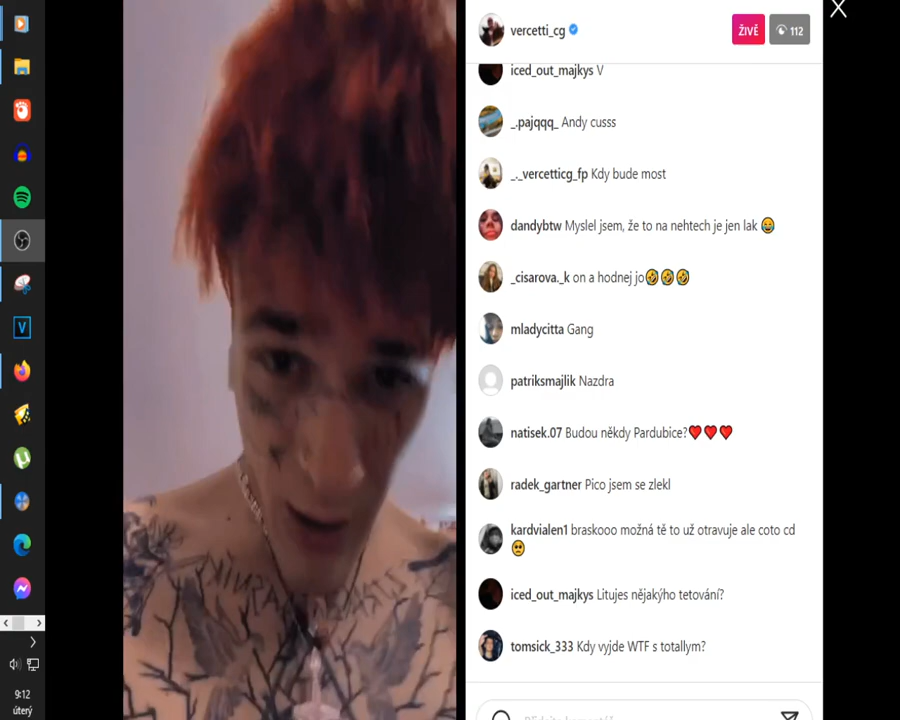 vercetti_cg
ŽIVĚ
112
iced_out_majkys V
_.pajqqq_ Andy cusss
_._vercetticg_fp Kdy bude most
dandybtw Myslel jsem, že to na nehtech je jen lak 😂
_cisarova._k on a hodnej jo🤣🤣🤣
mladycitta Gang
patriksmajlik Nazdra
natisek.07 Budou někdy Pardubice?❤️❤️❤️
radek_gartner Pico jsem se zlekl
kardvialen1 braskooo možná tě to už otravuje ale coto cd
🥺
iced_out_majkys Litujes nějakýho tetování?
tomsick_333 Kdy vyjde WTF s totallym?
9:12
úterý